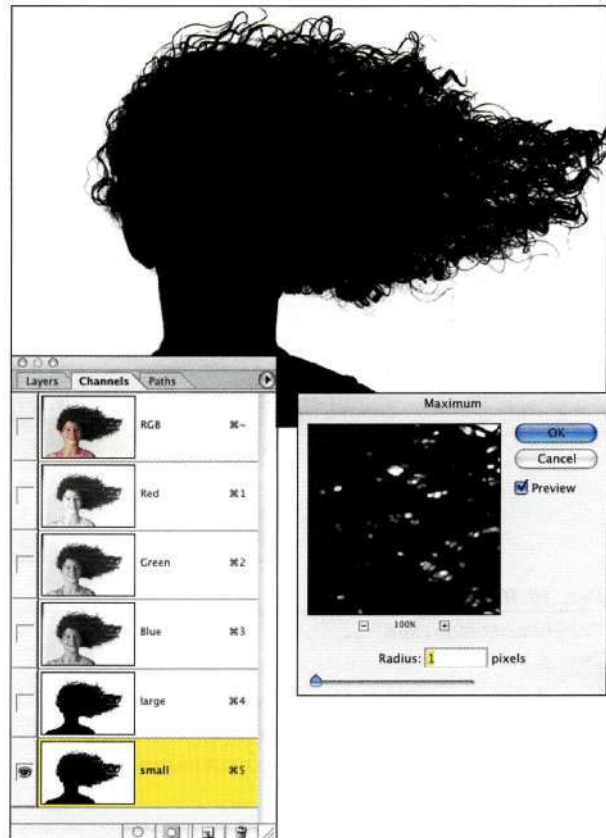 Layers Channels Paths
RGB ⌘~
Red ⌘1
Green ⌘2
Blue ⌘3
large ⌘4
small ⌘5
Maximum
OK
Cancel
Preview
100%
Radius: 1 pixels